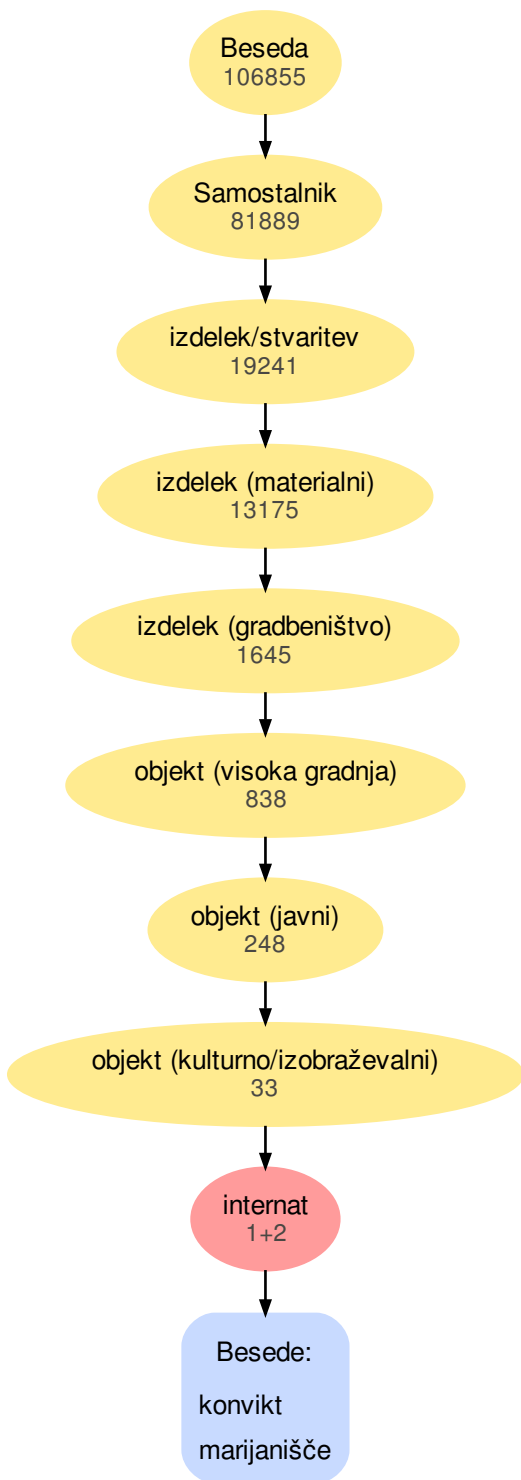 Beseda
106855
Samostalnik
81889
izdelek/stvaritev
19241
izdelek (materialni)
13175
izdelek (gradbeništvo)
1645
objekt (visoka gradnja)
838
objekt (javni)
248
objekt (kulturno/izobraževalni)
33
internat
1+2
Besede:
konvikt
marijanišče